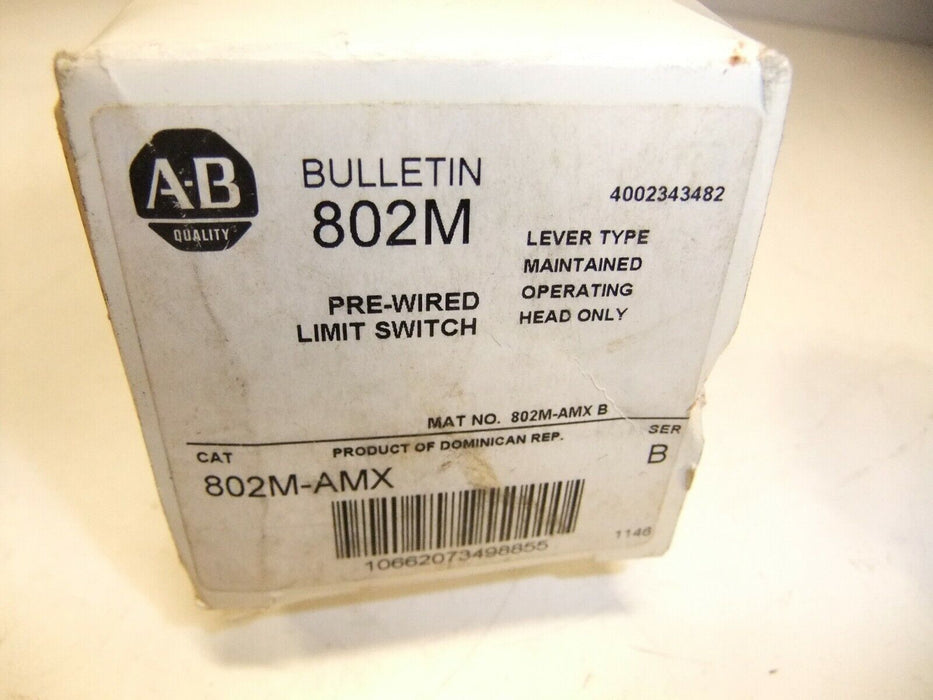 A-B
QUALITY
BULLETIN
802M
PRE-WIRED
LIMIT SWITCH
4002343482
LEVER TYPE
MAINTAINED
OPERATING
HEAD ONLY
MAT NO. 802M-AMX B
PRODUCT OF DOMINICAN REP.
CAT
802M-AMX
SER
B
10662073498855
1146